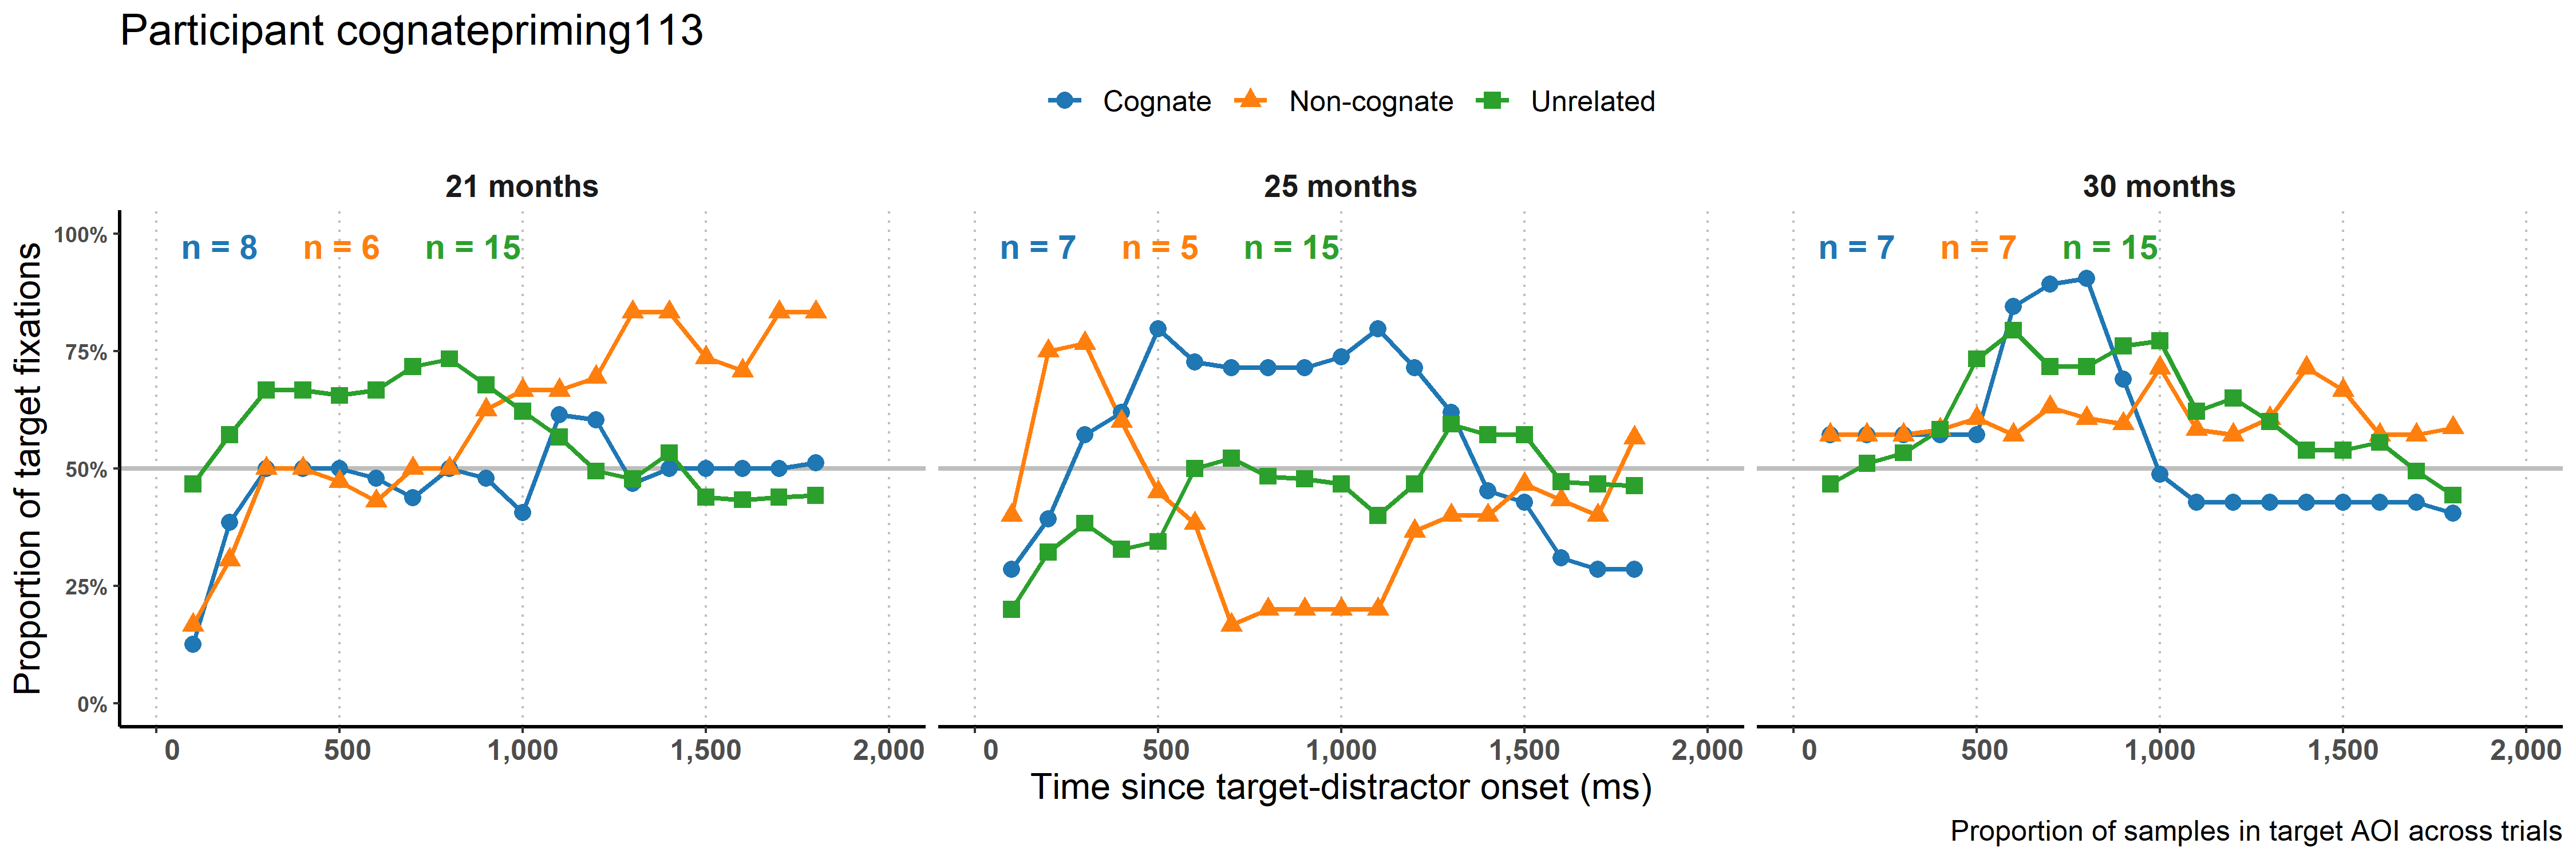 Participant cognatepriming113
Cognate Non-cognate Unrelated
21 months 25 months 30 months
n = 8 n = 6 n = 15 n = 7 n = 5 n = 15 n = 7 n = 7 n = 15
Proportion of target fixations
100%
75%
50%
25%
0%
0 500 1,000 1,500 2,000 0 500 1,000 1,500 2,000 0 500 1,000 1,500 2,000
Time since target-distractor onset (ms)
Proportion of samples in target AOI across trials